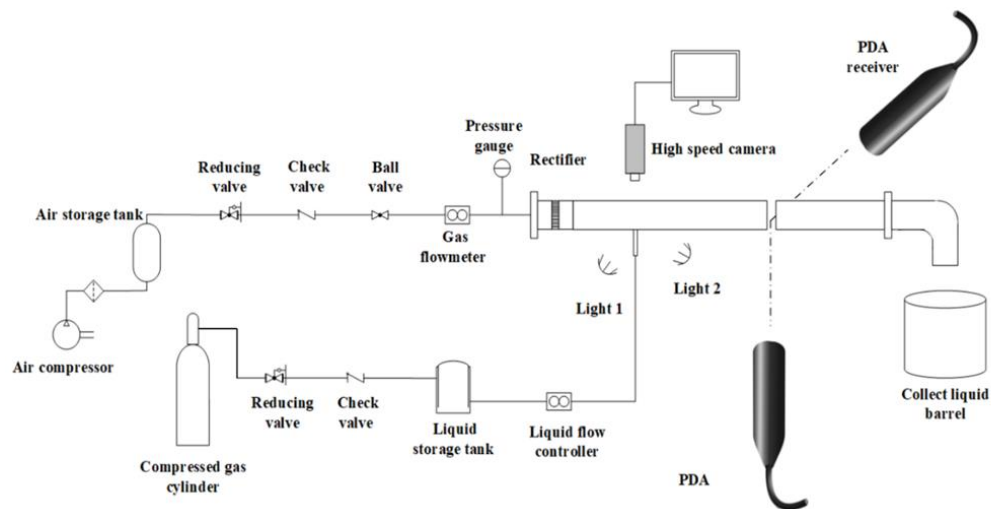 PDA
receiver
Pressure
gauge
Rectifier
High speed camera
Reducing
valve
Check
valve
Ball
valve
Air storage tank
Gas
flowmeter
Light 1
Light 2
Air compressor
Reducing
valve
Check
valve
Liquid
storage tank
Liquid flow
controller
Collect liquid
barrel
Compressed gas
cylinder
PDA